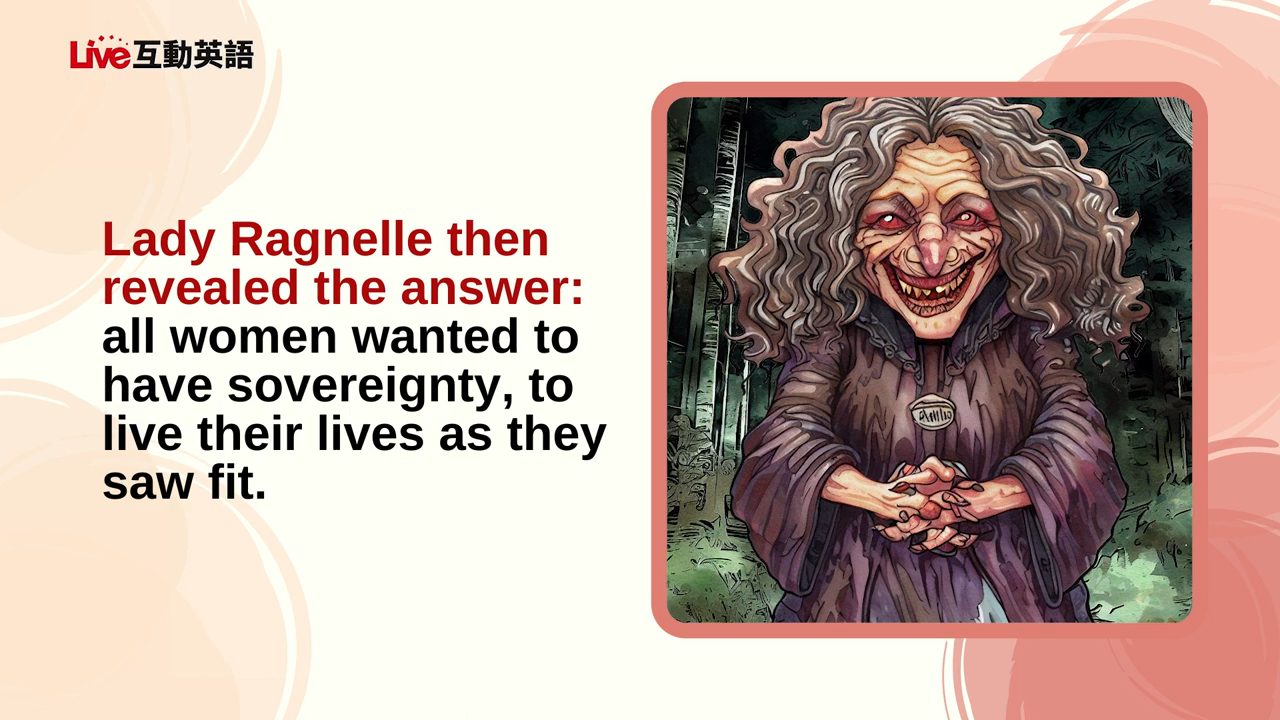 Live互動英語
Lady Ragnelle then
revealed the answer:
all women wanted to
have sovereignty, to
live their lives as they
saw fit.